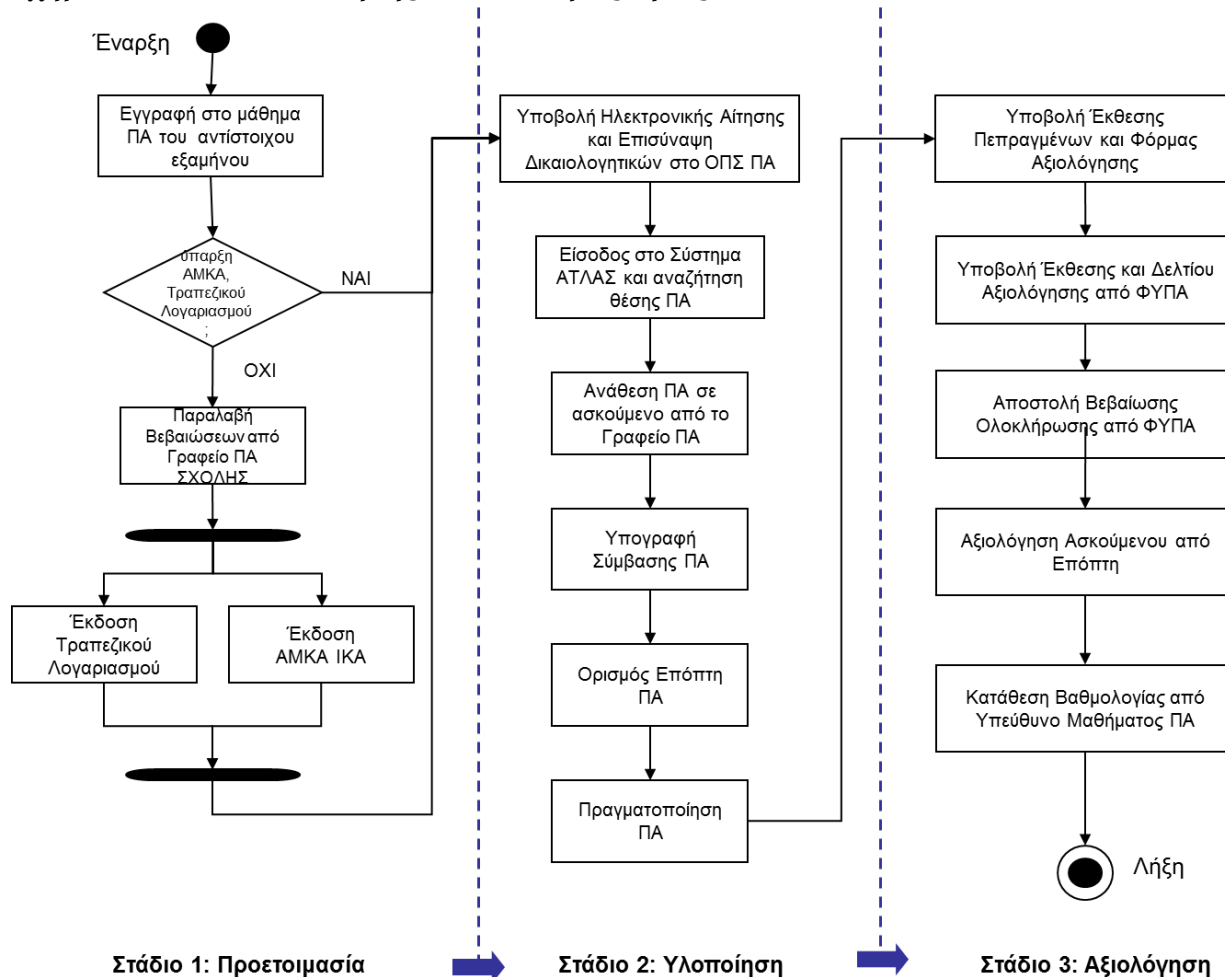 Έναρξη
Εγγραφή στο μάθημα
ΠΑ του αντίστοιχου
εξαμήνου
ύπαρξη
ΑΜΚΑ,
Τραπεζικού
Λογαριασμού
;
ΝΑΙ
ΟΧΙ
Παραλαβή
Βεβαιώσεων από
Γραφείο ΠΑ
ΣΧΟΛΗΣ
Έκδοση
Τραπεζικού
Λογαριασμού
Έκδοση
ΑΜΚΑ ΙΚΑ
Στάδιο 1: Προετοιμασία
Υποβολή Ηλεκτρονικής Αίτησης
και Επισύναψη
Δικαιολογητικών στο ΟΠΣ ΠΑ
Είσοδος στο Σύστημα
ΑΤΛΑΣ και αναζήτηση
θέσης ΠΑ
Ανάθεση ΠΑ σε
ασκούμενο από το
Γραφείο ΠΑ
Υπογραφή
Σύμβασης ΠΑ
Ορισμός Επόπτη
ΠΑ
Πραγματοποίηση
ΠΑ
Στάδιο 2: Υλοποίηση
Υποβολή Έκθεσης
Πεπραγμένων και Φόρμας
Αξιολόγησης
Υποβολή Έκθεσης και Δελτίου
Αξιολόγησης από ΦΥΠΑ
Αποστολή Βεβαίωσης
Ολοκλήρωσης από ΦΥΠΑ
Αξιολόγηση Ασκούμενου από
Επόπτη
Κατάθεση Βαθμολογίας από
Υπεύθυνο Μαθήματος ΠΑ
Λήξη
Στάδιο 3: Αξιολόγηση